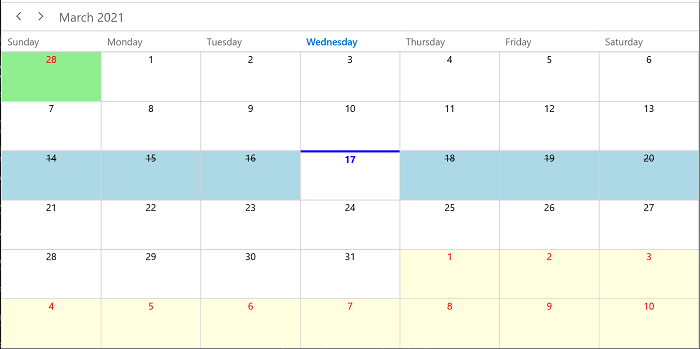 March 2021
Sunday Monday Tuesday Wednesday Thursday Friday Saturday
28 1 2 3 4 5 6
7 8 9 10 11 12 13
14 15 16 17 18 19 20
21 22 23 24 25 26 27
28 29 30 31 1 2 3
4 5 6 7 8 9 10